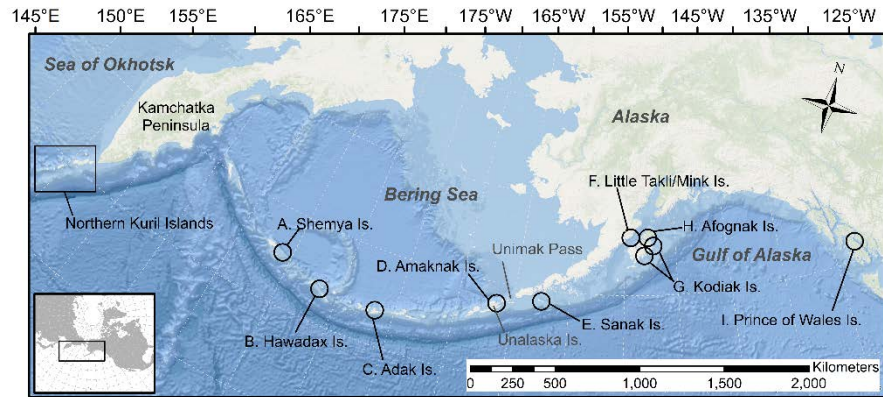 145°E 150°E 155°E 165°E 175°E 175°W 165°W 155°W 145°W 135°W 125°W
Sea of Okhotsk
Kamchatka
Peninsula
N
Alaska
F. Little Takli/Mink Is.
Bering Sea
Northern Kuril Islands
A. Shemya Is.
H. Afognak Is.
Unimak Pass
Gulf of Alaska
D. Amaknak Is.
G. Kodiak Is.
B. Hawadax Is.
E. Sanak Is.
I. Prince of Wales Is.
Unalaska Is.
C. Adak Is.
Kilometers
0 250 500 1,000 1,500 2,000